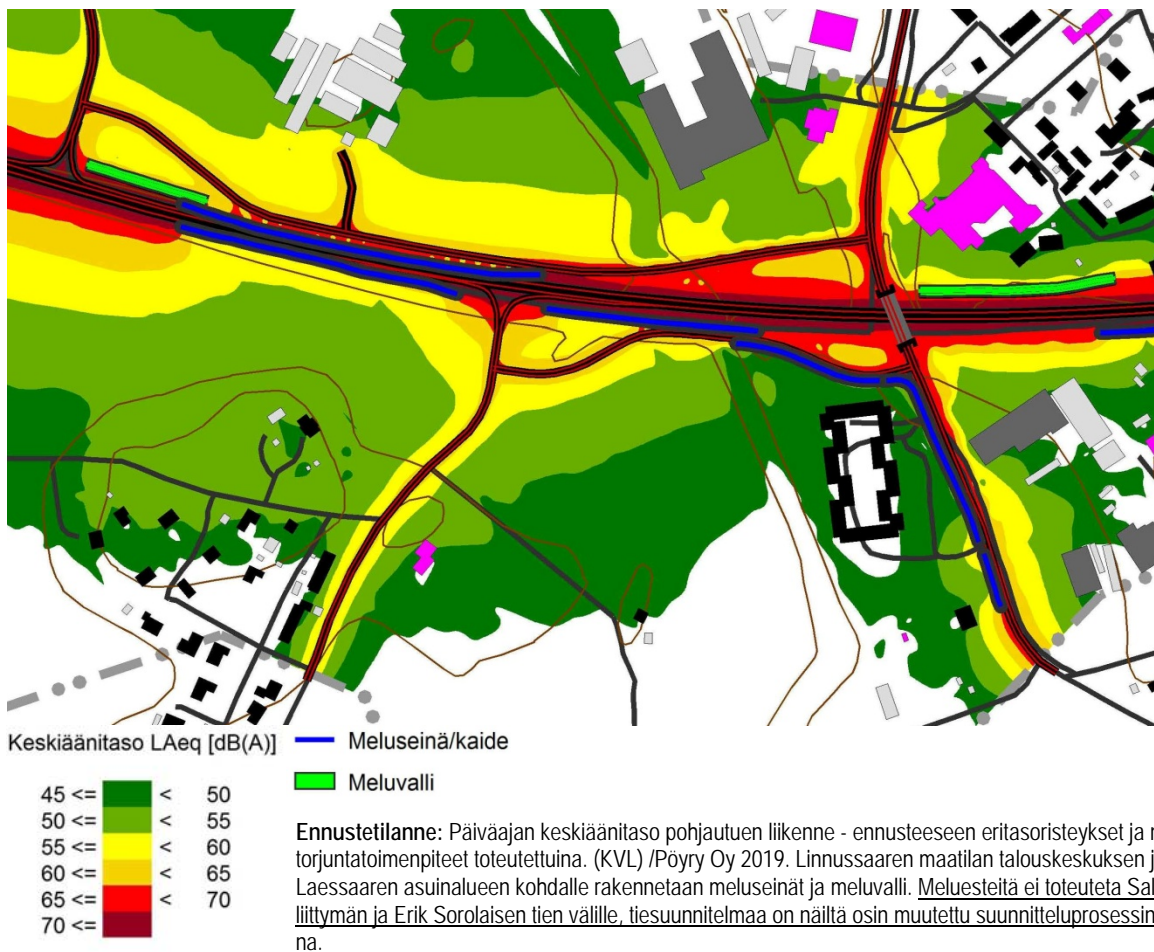 Keskiäänitaso LAeq [dB(A)]
45 <= < 50
50 <= < 55
55 <= < 60
60 <= < 65
65 <= < 70
70 <=
Meluseinä/kaide
Meluvalli
Ennustetilanne: Päiväajan keskiäänitaso pohjautuen liikenne - ennusteeseen eritasoristeykset ja
torjuntatoimenpiteet toteutettuina. (KVL) /Pöyry Oy 2019. Linnussaaren maatilan talouskeskuksen
Laessaaren asuinalueen kohdalle rakennetaan meluseinät ja meluvalli. Meluesteitä ei toteuteta
liittymän ja Erik Sorolaisen tien välille, tiesuunnitelmaa on näiltä osin muutettu
na.